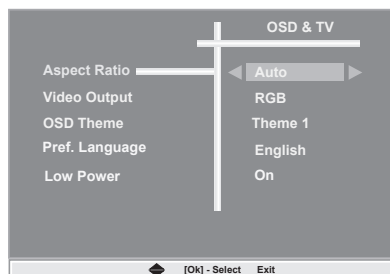 OSD & TV
Aspect Ratio Auto
Video Output RGB
OSD Theme Theme 1
Pref. Language English
Low Power On
[Ok] - Select Exit